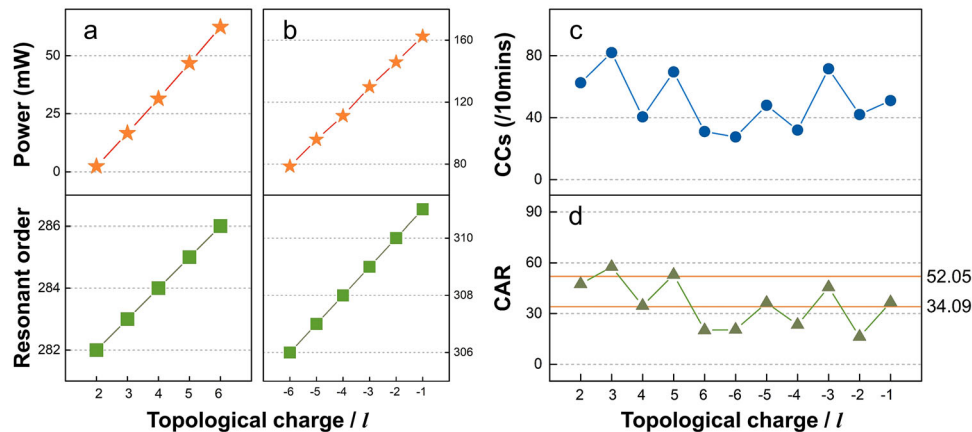 a
b
c
d
Power (mW)
50
25
0
160
120
80
Resonant order
286
284
282
310
308
306
2 3 4 5 6
-6 -5 -4 -3 -2 -1
Topological charge / l
CCs (/10mins)
80
40
0
CAR
90
60
30
0
52.05
34.09
2 3 4 5 6 -6 -5 -4 -3 -2 -1
Topological charge / l